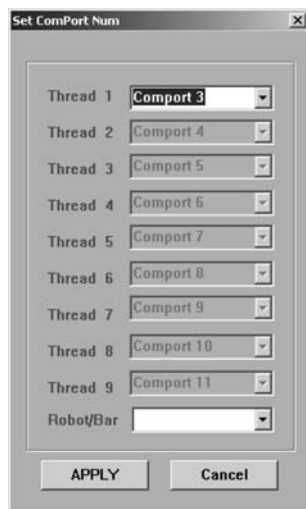 Set ComPort Num
Thread 1 Comport 3
Thread 2 Comport 4
Thread 3 Comport 5
Thread 4 Comport 6
Thread 5 Comport 7
Thread 6 Comport 8
Thread 7 Comport 9
Thread 8 Comport 10
Thread 9 Comport 11
Robot/Bar
APPLY Cancel